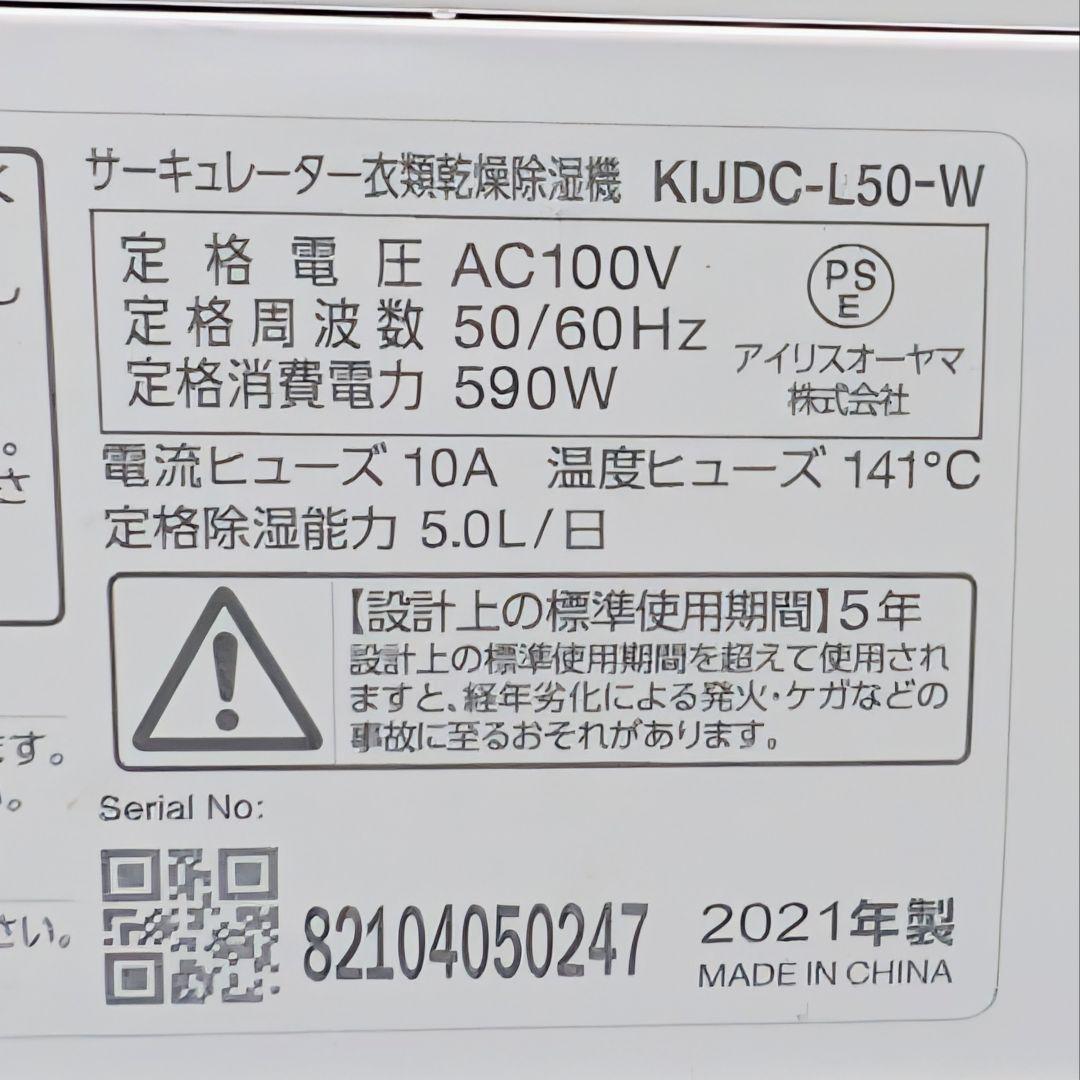 サーキュレーター衣類乾燥除湿機 KIJDC-L50-W
定格電圧 AC100V
定格周波数 50/60Hz
定格消費電力 590W
PS
E
アイリスオーヤマ
株式会社
電流ヒューズ 10A 温度ヒューズ 141°C
定格除湿能力 5.0L/日
【設計上の標準使用期間】5年
設計上の標準使用期間を超えて使用され
ますと、経年劣化による発火・ケガなどの
事故に至るおそれがあります。
Serial No:
82104050247
2021年製
MADE IN CHINA
し
。
さ
ます。
い。
さい。